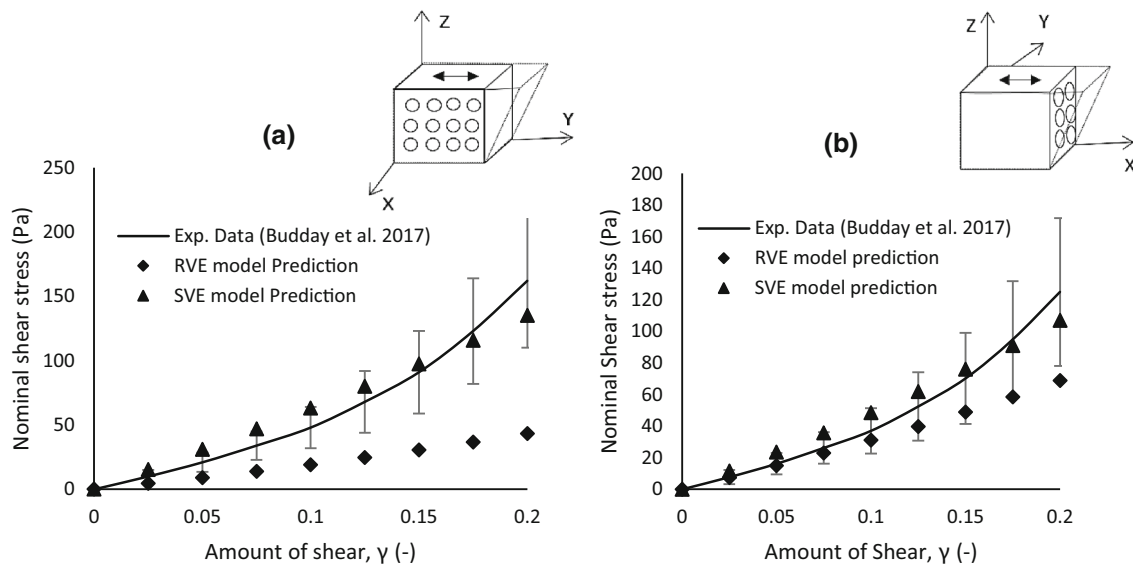 (a)
Z
Y
X
250
200
150
100
50
0
Nominal shear stress (Pa)
Exp. Data (Budday et al. 2017)
RVE model Prediction
SVE model Prediction
0 0.05 0.1 0.15 0.2
Amount of shear, γ (-)
(b)
Z
Y
X
200
180
160
140
120
100
80
60
40
20
0
Nominal Shear stress (Pa)
Exp. Data (Budday et al. 2017)
RVE model prediction
SVE model prediction
0 0.05 0.1 0.15 0.2
Amount of Shear, γ (-)